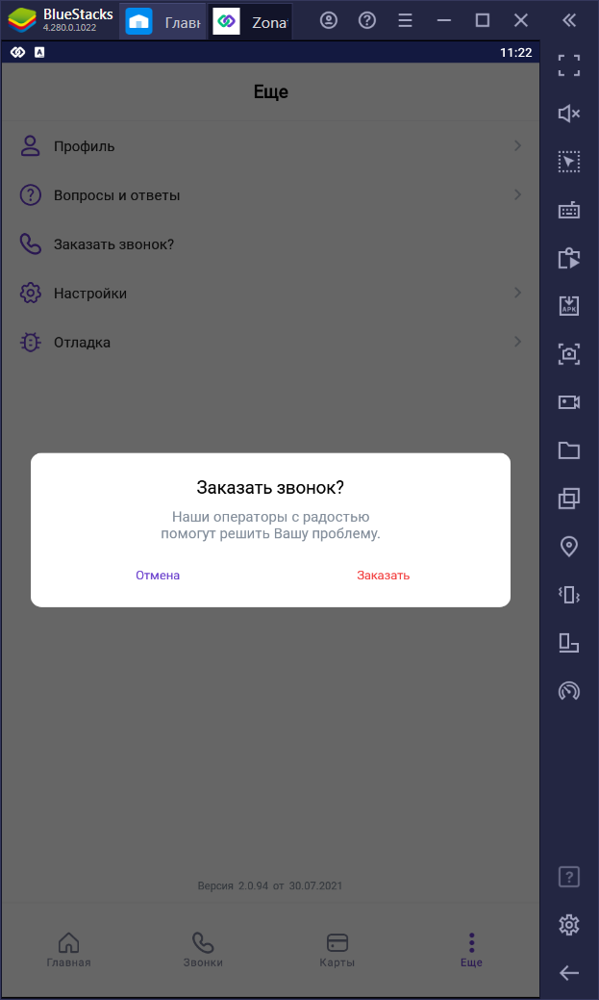 BlueStacks
4.280.0.1022
Главн
Zona
11:22
Еще
Профиль
Вопросы и ответы
Заказать звонок?
Настройки
Отладка
Заказать звонок?
Наши операторы с радостью
помогут решить Вашу проблему.
Отмена
Заказать
Версия 2.0.94 от 30.07.2021
Главная
Звонки
Карты
Еще
APK